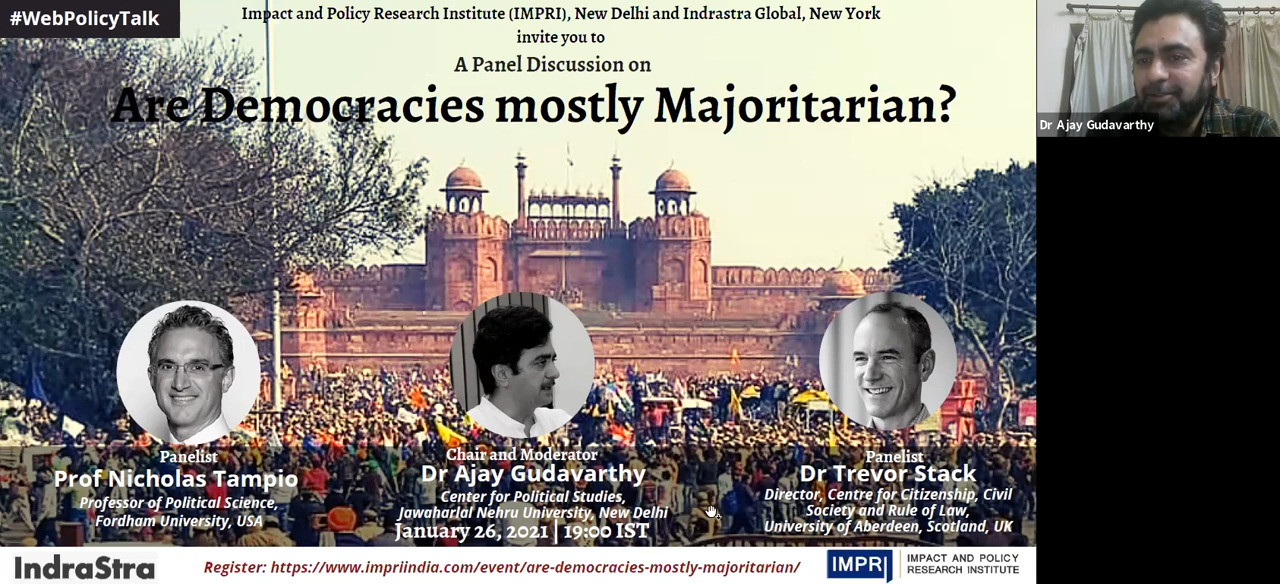 #WebPolicyTalk
Impact and Policy Research Institute (IMPRI), New Delhi and Indrastra Global, New York
invite you to
A Panel Discussion on
Are Democracies mostly Majoritarian?
Dr Ajay Gudavarthy
Panelist
Prof Nicholas Tampio
Professor of Political Science,
Fordham University, USA
Chair and Moderator
Dr Ajay Gudavarthy
Center for Political Studies,
Jawaharlal Nehru University, New Delhi
January 26, 2021 | 19:00 IST
Panelist
Dr Trevor Stack
Director, Centre for Citizenship, Civil
Society and Rule of Law,
University of Aberdeen, Scotland, UK
IndraStra
Register: https://www.impriindia.com/event/are-democracies-mostly-majoritarian/
IMPRI
IMPACT AND POLICY
RESEARCH INSTITUTE